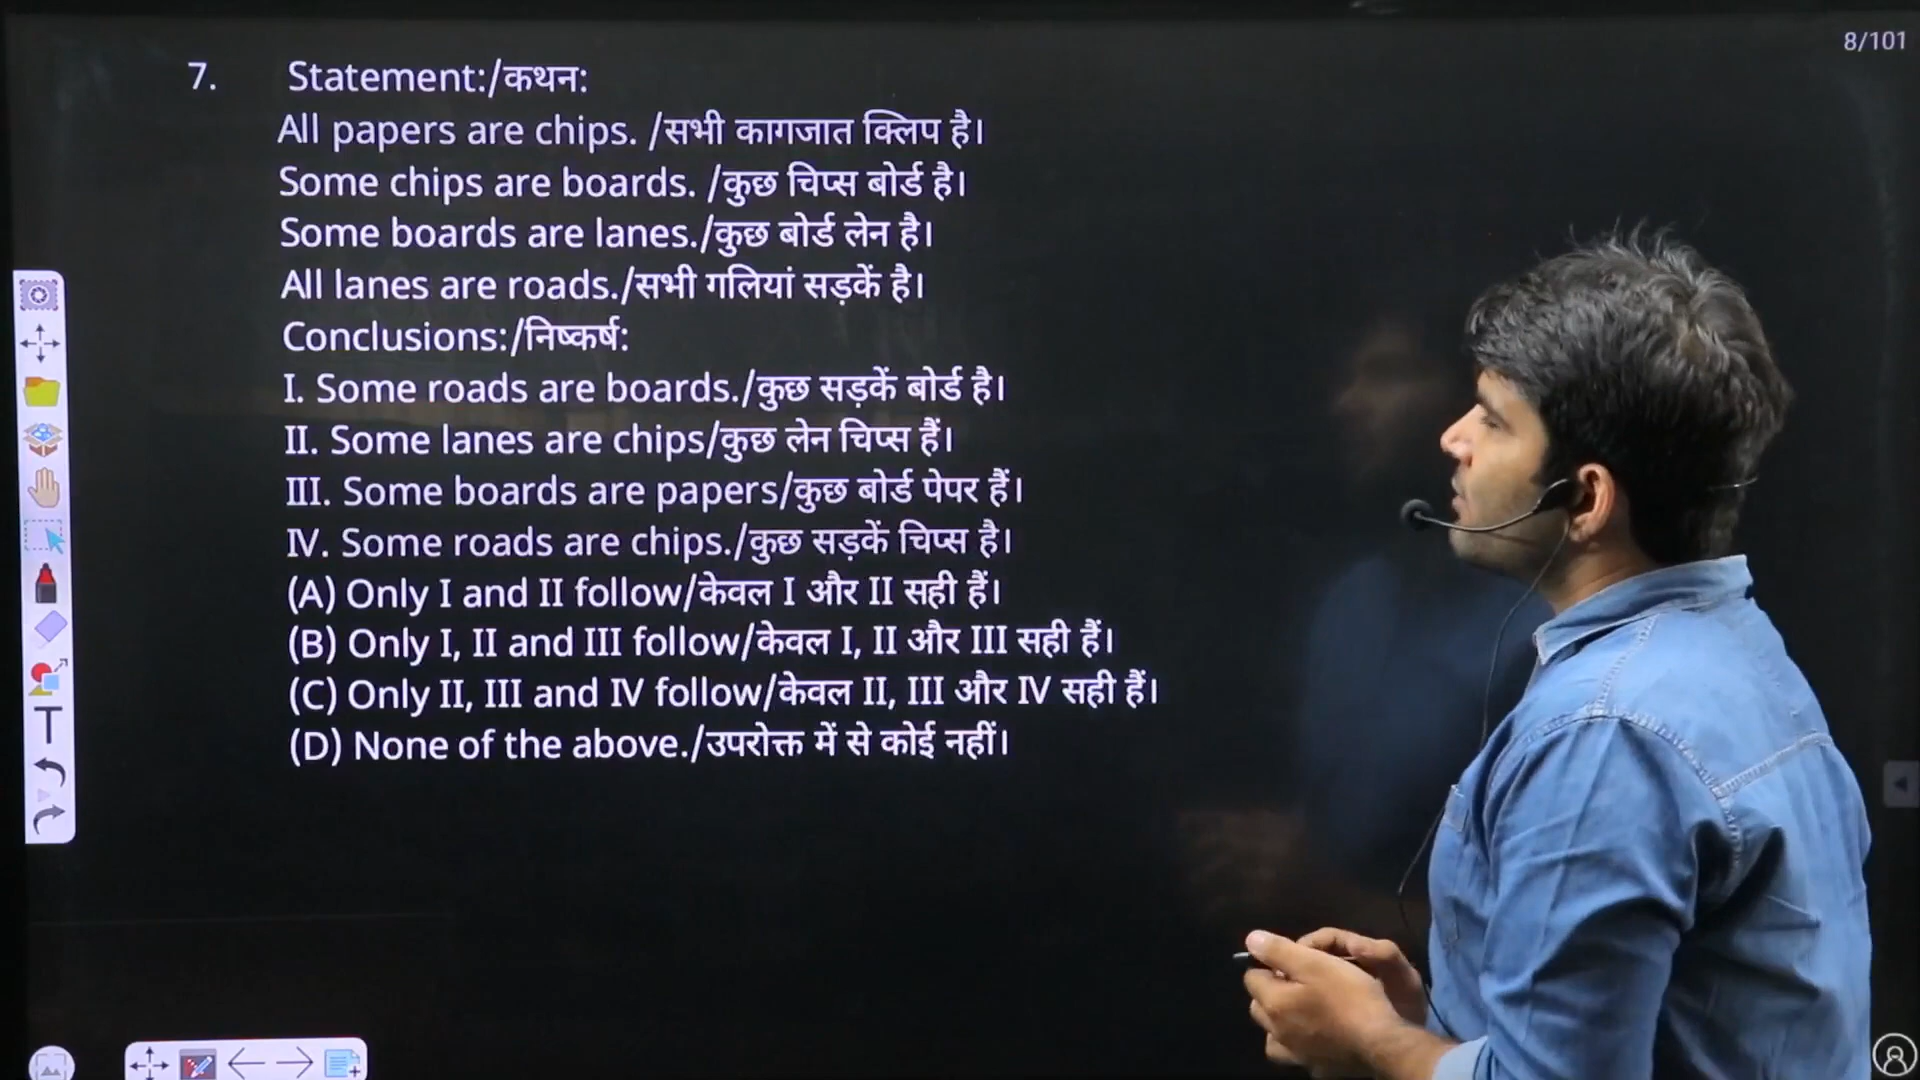 8/101
7. Statement:/कथन:
All papers are chips. /सभी कागजात क्लिप है।
Some chips are boards. /कुछ चिप्स बोर्ड है।
Some boards are lanes./कुछ बोर्ड लेन है।
All lanes are roads./सभी गलियां सड़कें है।
Conclusions:/निष्कर्ष:
I. Some roads are boards./कुछ सड़कें बोर्ड है।
II. Some lanes are chips/कुछ लेन चिप्स हैं।
III. Some boards are papers/कुछ बोर्ड पेपर हैं।
IV. Some roads are chips./कुछ सड़कें चिप्स है।
(A) Only I and II follow/केवल I और II सही हैं।
(B) Only I, II and III follow/केवल I, II और III सही हैं।
(C) Only II, III and IV follow/केवल II, III और IV सही हैं।
(D) None of the above./उपरोक्त में से कोई नहीं।
T